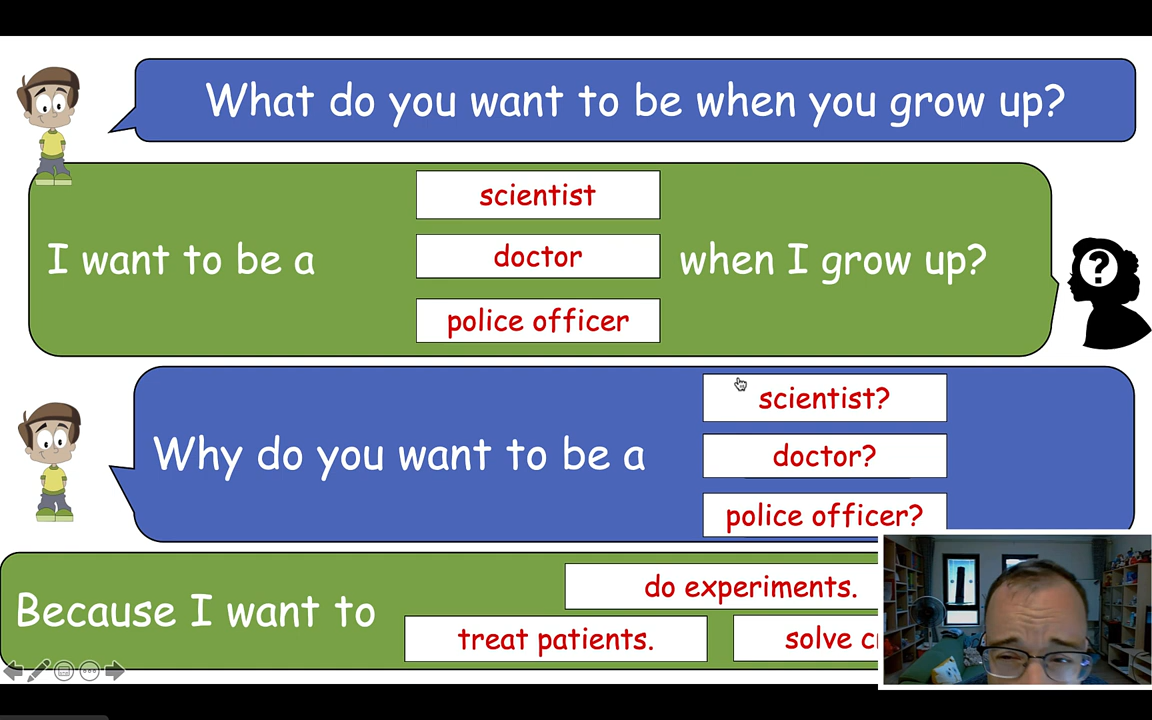 What do you want to be when you grow up?
scientist
I want to be a doctor when I grow up?
police officer
?
scientist?
Why do you want to be a doctor?
police officer?
do experiments.
Because I want to
treat patients. solve